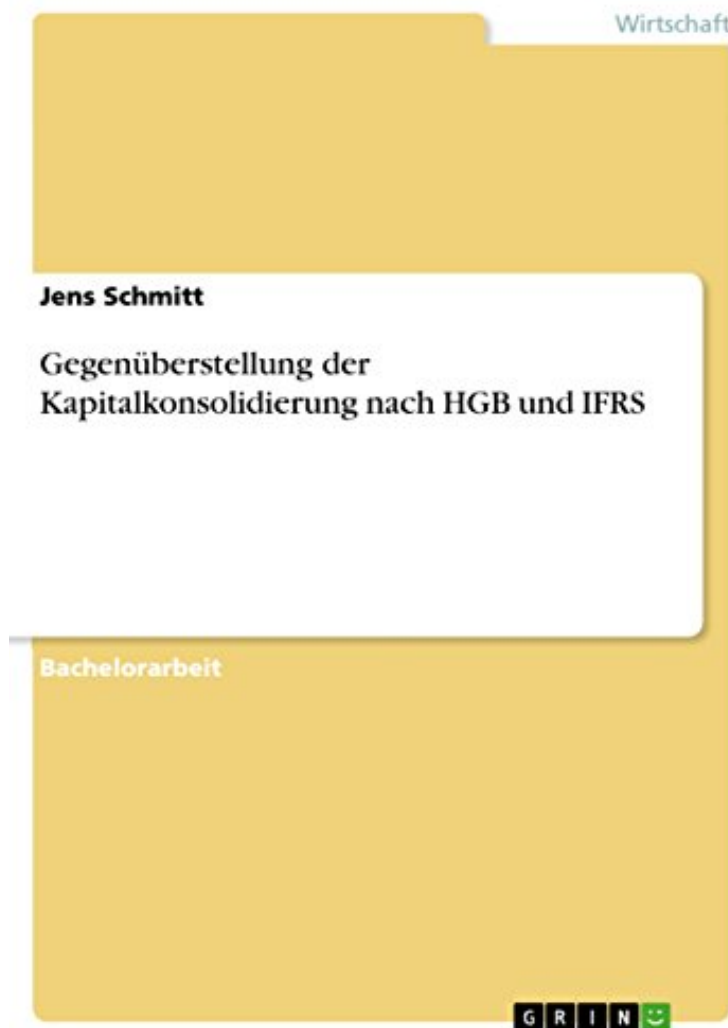 Wirtschaft
Jens Schmitt
Gegenüberstellung der
Kapitalkonsolidierung nach HGB und IFRS
Bachelorarbeit
GRIN